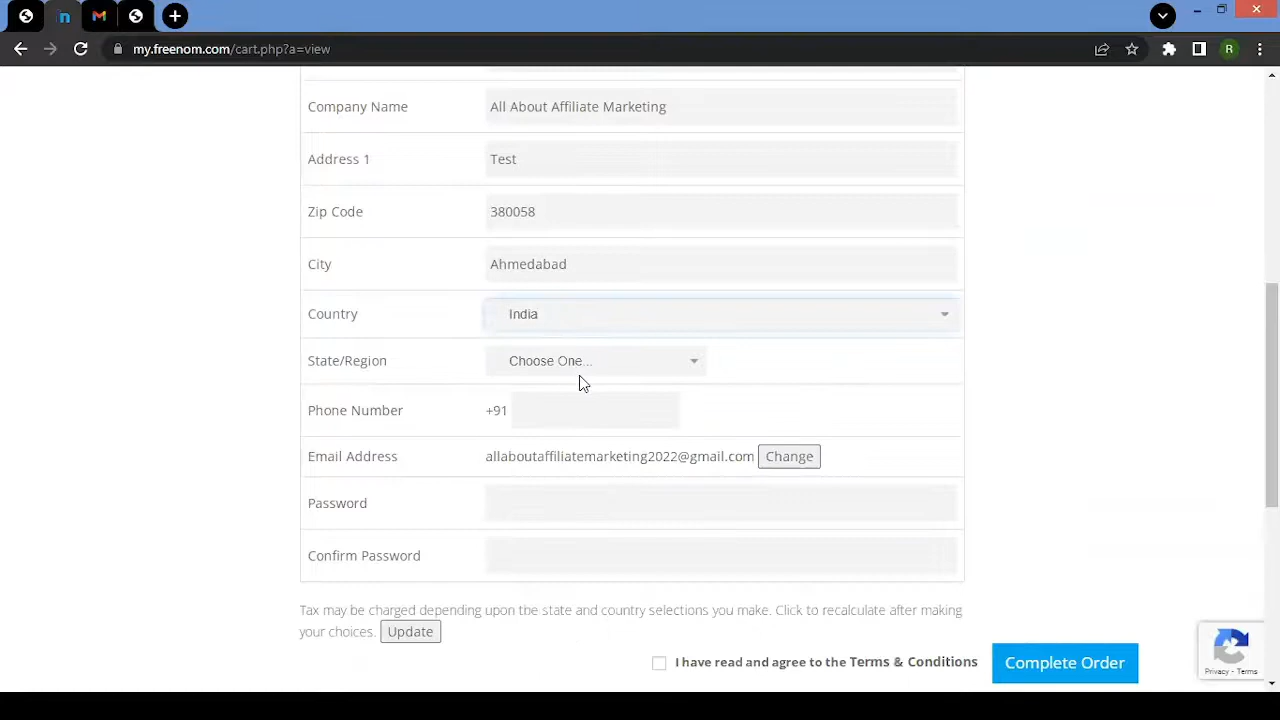 my.freenom.com/cart.php?a=view
R
Company Name All About Affiliate Marketing
Address 1 Test
Zip Code 380058
City Ahmedabad
Country India
State/Region Choose One...
Phone Number +91
Email Address allaboutaffiliatemarketing2022@gmail.com Change
Password
Confirm Password
Tax may be charged depending upon the state and country selections you make. Click to recalculate after making
your choices. Update
I have read and agree to the Terms & Conditions Complete Order
Privacy - Terms